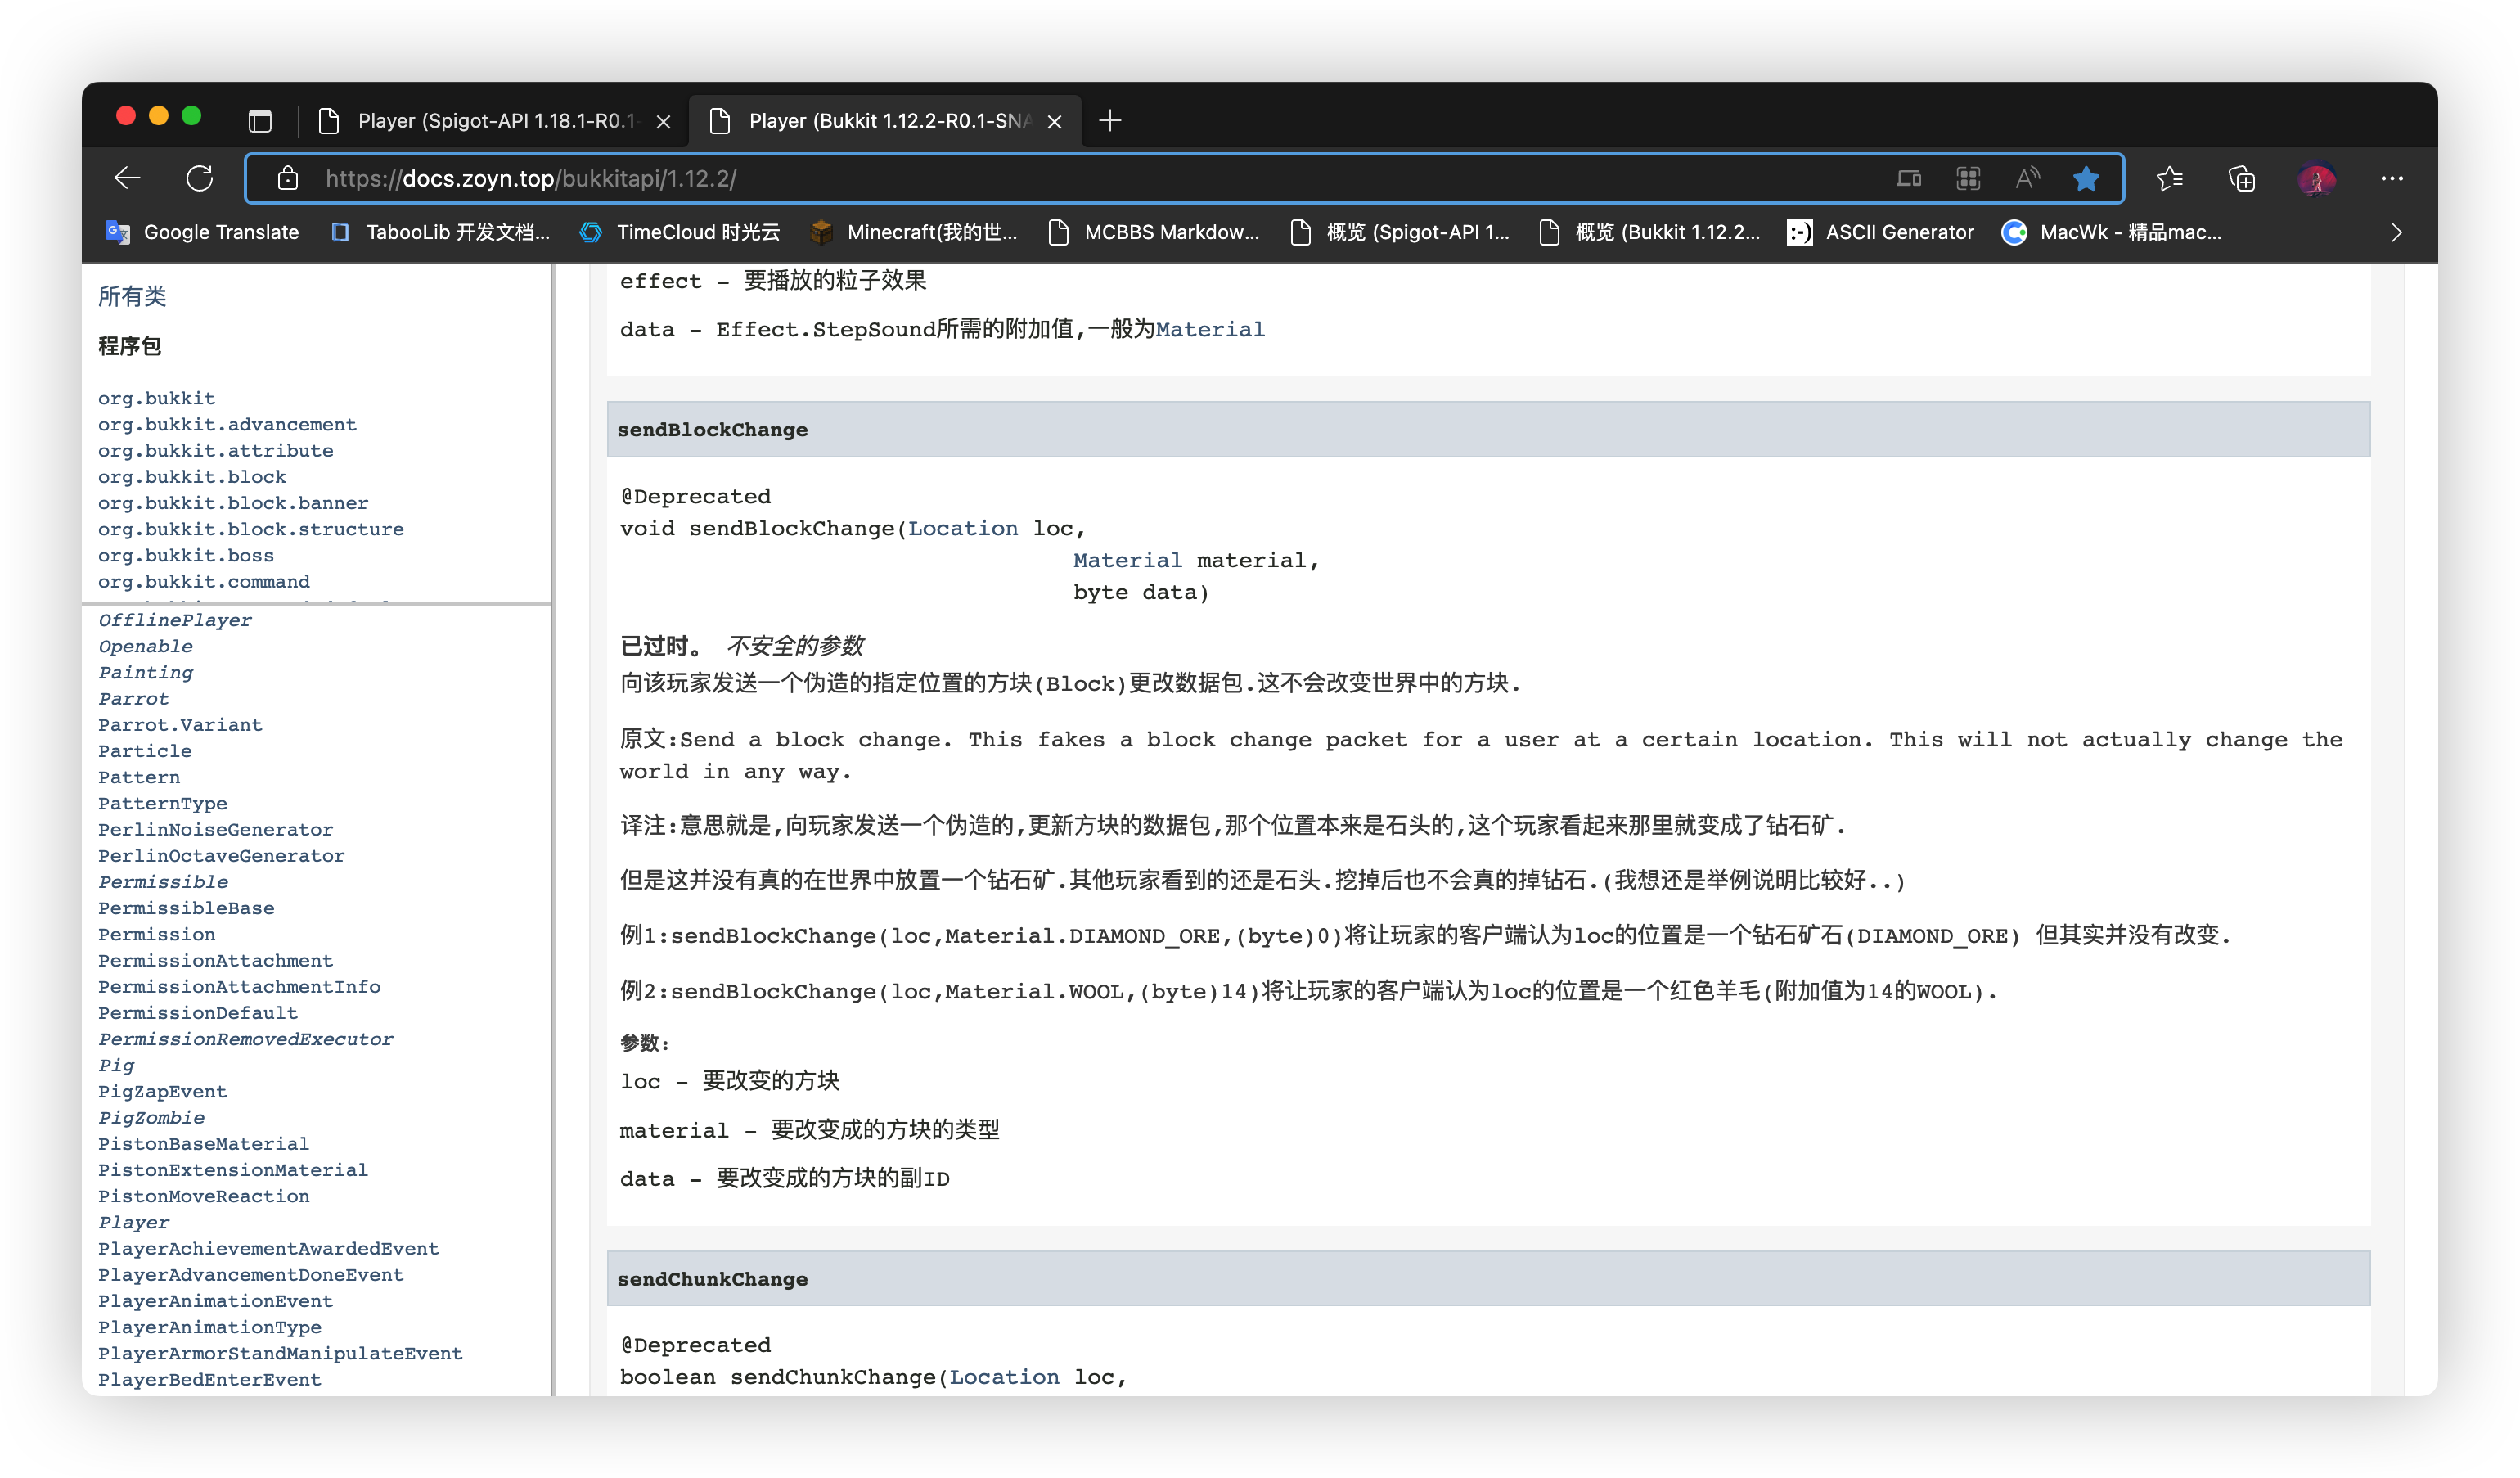 Player (Spigot-API 1.18.1-R0.1-
Player (Bukkit 1.12.2-R0.1-SNA
https://docs.zoyn.top/bukkitapi/1.12.2/
Google Translate
TabooLib 开发文档...
TimeCloud 时光云
Minecraft(我的世...
MCBBS Markdow...
概览 (Spigot-API 1...
概览 (Bukkit 1.12.2...
ASCII Generator
MacWk - 精品mac...
所有类
程序包
org.bukkit
org.bukkit.advancement
org.bukkit.attribute
org.bukkit.block
org.bukkit.block.banner
org.bukkit.block.structure
org.bukkit.boss
org.bukkit.command
OfflinePlayer
Openable
Painting
Parrot
Parrot.Variant
Particle
Pattern
PatternType
PerlinNoiseGenerator
PerlinOctaveGenerator
Permissible
PermissibleBase
Permission
PermissionAttachment
PermissionAttachmentInfo
PermissionDefault
PermissionRemovedExecutor
Pig
PigZapEvent
PigZombie
PistonBaseMaterial
PistonExtensionMaterial
PistonMoveReaction
Player
PlayerAchievementAwardedEvent
PlayerAdvancementDoneEvent
PlayerAnimationEvent
PlayerAnimationType
PlayerArmorStandManipulateEvent
PlayerBedEnterEvent
effect - 要播放的粒子效果
data - Effect.StepSound所需的附加值,一般为Material
sendBlockChange
@Deprecated
void sendBlockChange(Location loc,
Material material,
byte data)
已过时。 不安全的参数
向该玩家发送一个伪造的指定位置的方块(Block)更改数据包.这不会改变世界中的方块.
原文:Send a block change. This fakes a block change packet for a user at a certain location. This will not actually change the
world in any way.
译注:意思就是,向玩家发送一个伪造的,更新方块的数据包,那个位置本来是石头的,这个玩家看起来那里就变成了钻石矿.
但是这并没有真的在世界中放置一个钻石矿.其他玩家看到的还是石头.挖掉后也不会真的掉钻石.(我想还是举例说明比较好..)
例1:sendBlockChange(loc,Material.DIAMOND_ORE,(byte)0)将让玩家的客户端认为loc的位置是一个钻石矿石(DIAMOND_ORE) 但其实并没有改变.
例2:sendBlockChange(loc,Material.WOOL,(byte)14)将让玩家的客户端认为loc的位置是一个红色羊毛(附加值为14的WOOL).
参数:
loc - 要改变的方块
material - 要改变成的方块的类型
data - 要改变成的方块的副ID
sendChunkChange
@Deprecated
boolean sendChunkChange(Location loc,